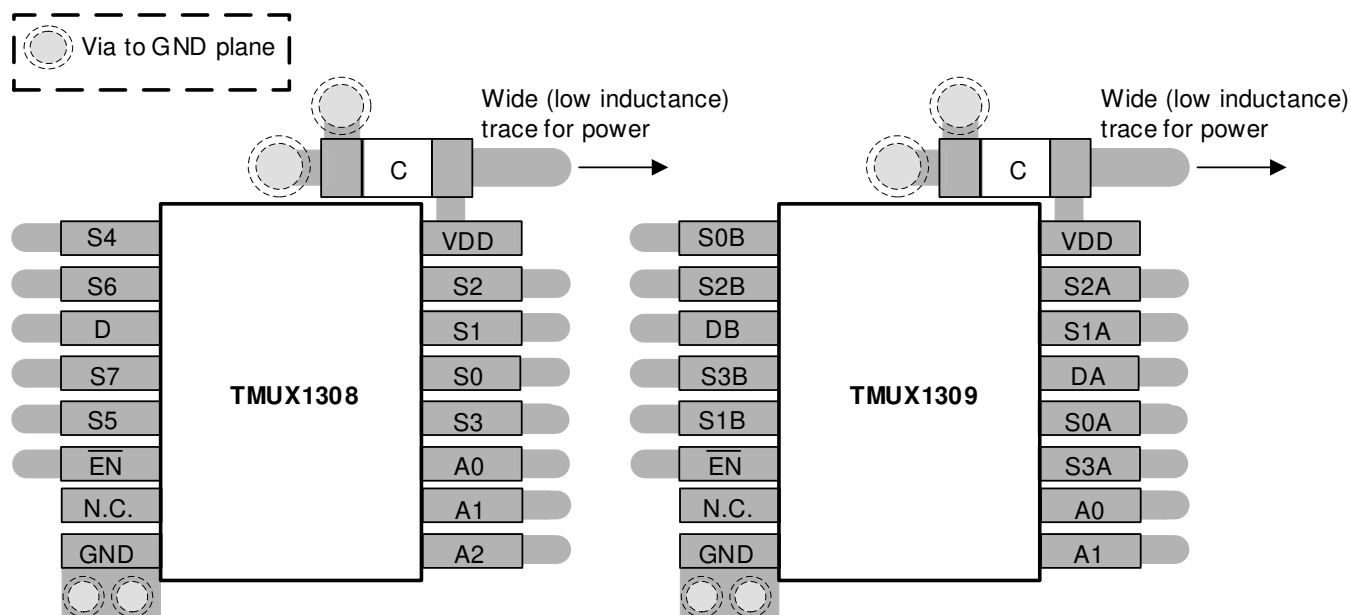 Via to GND plane
Wide (low inductance)
trace for power
C
S4
S6
D
S7
S5
EN
N.C.
GND
TMUX1308
VDD
S2
S1
S0
S3
A0
A1
A2
Wide (low inductance)
trace for power
C
S0B
S2B
DB
S3B
S1B
EN
N.C.
GND
TMUX1309
VDD
S2A
S1A
DA
S0A
S3A
A0
A1